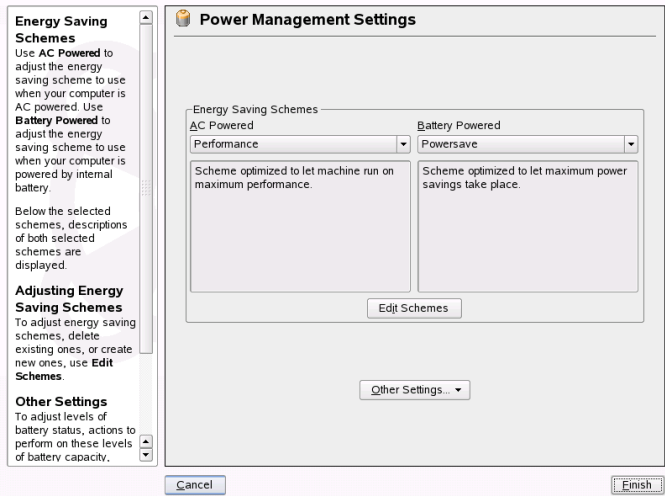 Energy Saving
Schemes
Use AC Powered to
adjust the energy
saving scheme to use
when your computer is
AC powered. Use
Battery Powered to
adjust the energy
saving scheme to use
when your computer is
powered by internal
battery.
Below the selected
schemes, descriptions
of both selected
schemes are
displayed.
Adjusting Energy
Saving Schemes
To adjust energy saving
schemes, delete
existing ones, or create
new ones, use Edit
Schemes.
Other Settings
To adjust levels of
battery status, actions to
perform on these levels
of battery capacity,
Power Management Settings
Energy Saving Schemes
AC Powered
Performance
Scheme optimized to let machine run on
maximum performance.
Battery Powered
Powersave
Scheme optimized to let maximum power
savings take place.
Edit Schemes
Other Settings...
Cancel
Finish